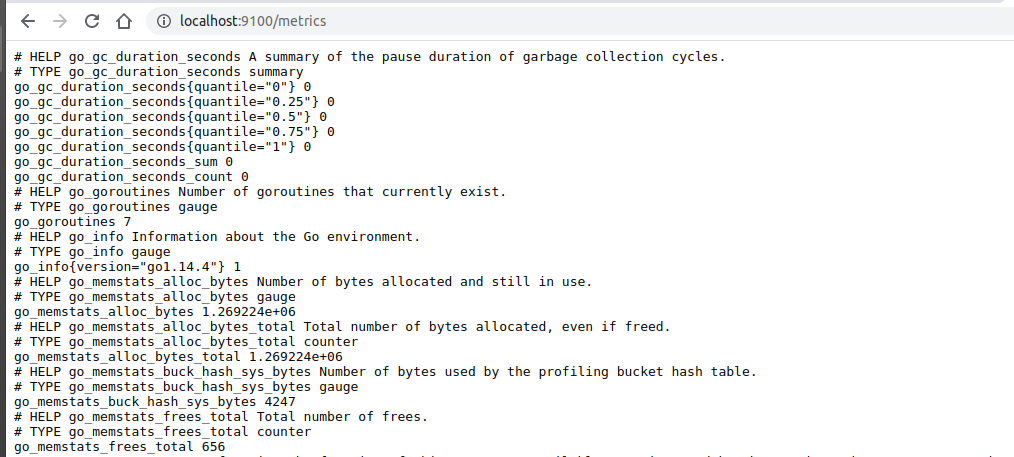 localhost:9100/metrics
# HELP go_gc_duration_seconds A summary of the pause duration of garbage collection cycles.
# TYPE go_gc_duration_seconds summary
go_gc_duration_seconds{quantile="0"} 0
go_gc_duration_seconds{quantile="0.25"} 0
go_gc_duration_seconds{quantile="0.5"} 0
go_gc_duration_seconds{quantile="0.75"} 0
go_gc_duration_seconds{quantile="1"} 0
go_gc_duration_seconds_sum 0
go_gc_duration_seconds_count 0
# HELP go_goroutines Number of goroutines that currently exist.
# TYPE go_goroutines gauge
go_goroutines 7
# HELP go_info Information about the Go environment.
# TYPE go_info gauge
go_info{version="go1.14.4"} 1
# HELP go_memstats_alloc_bytes Number of bytes allocated and still in use.
# TYPE go_memstats_alloc_bytes gauge
go_memstats_alloc_bytes 1.269224e+06
# HELP go_memstats_alloc_bytes_total Total number of bytes allocated, even if freed.
# TYPE go_memstats_alloc_bytes_total counter
go_memstats_alloc_bytes_total 1.269224e+06
# HELP go_memstats_buck_hash_sys_bytes Number of bytes used by the profiling bucket hash table.
# TYPE go_memstats_buck_hash_sys_bytes gauge
go_memstats_buck_hash_sys_bytes 4247
# HELP go_memstats_frees_total Total number of frees.
# TYPE go_memstats_frees_total counter
go_memstats_frees_total 656